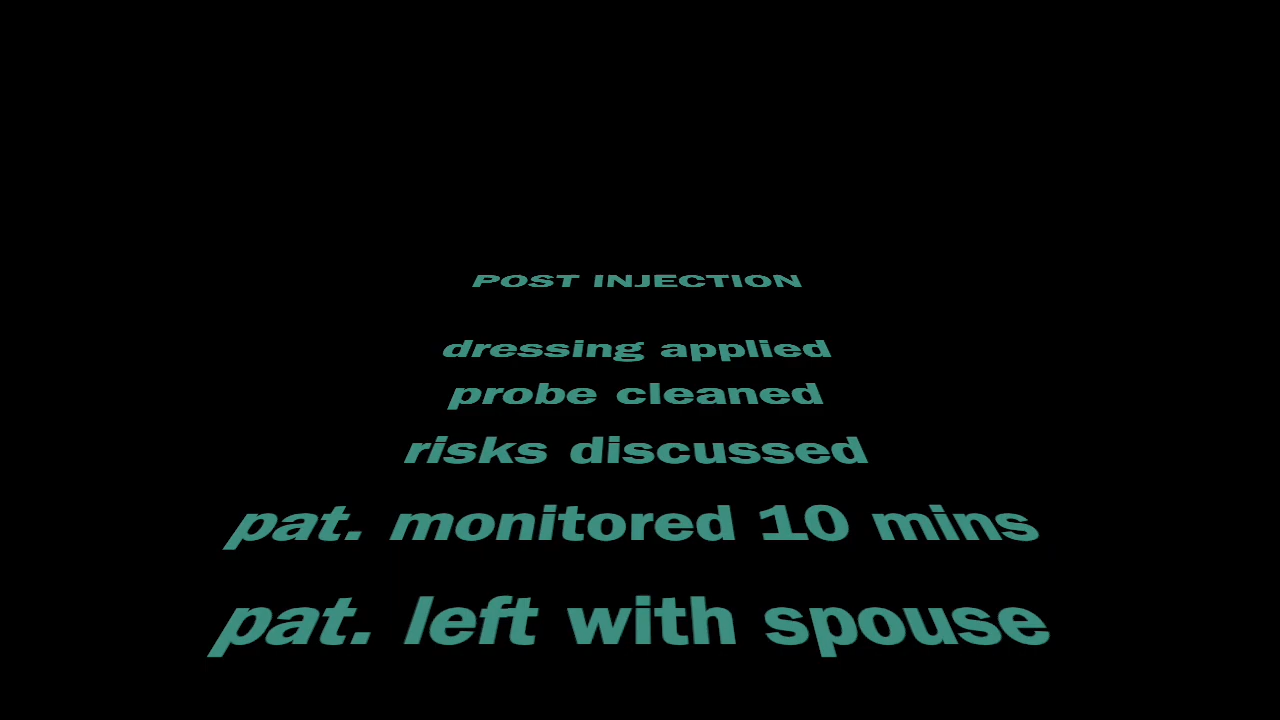 POST INJECTION
dressing applied
probe cleaned
risks discussed
pat. monitored 10 mins
pat. left with spouse